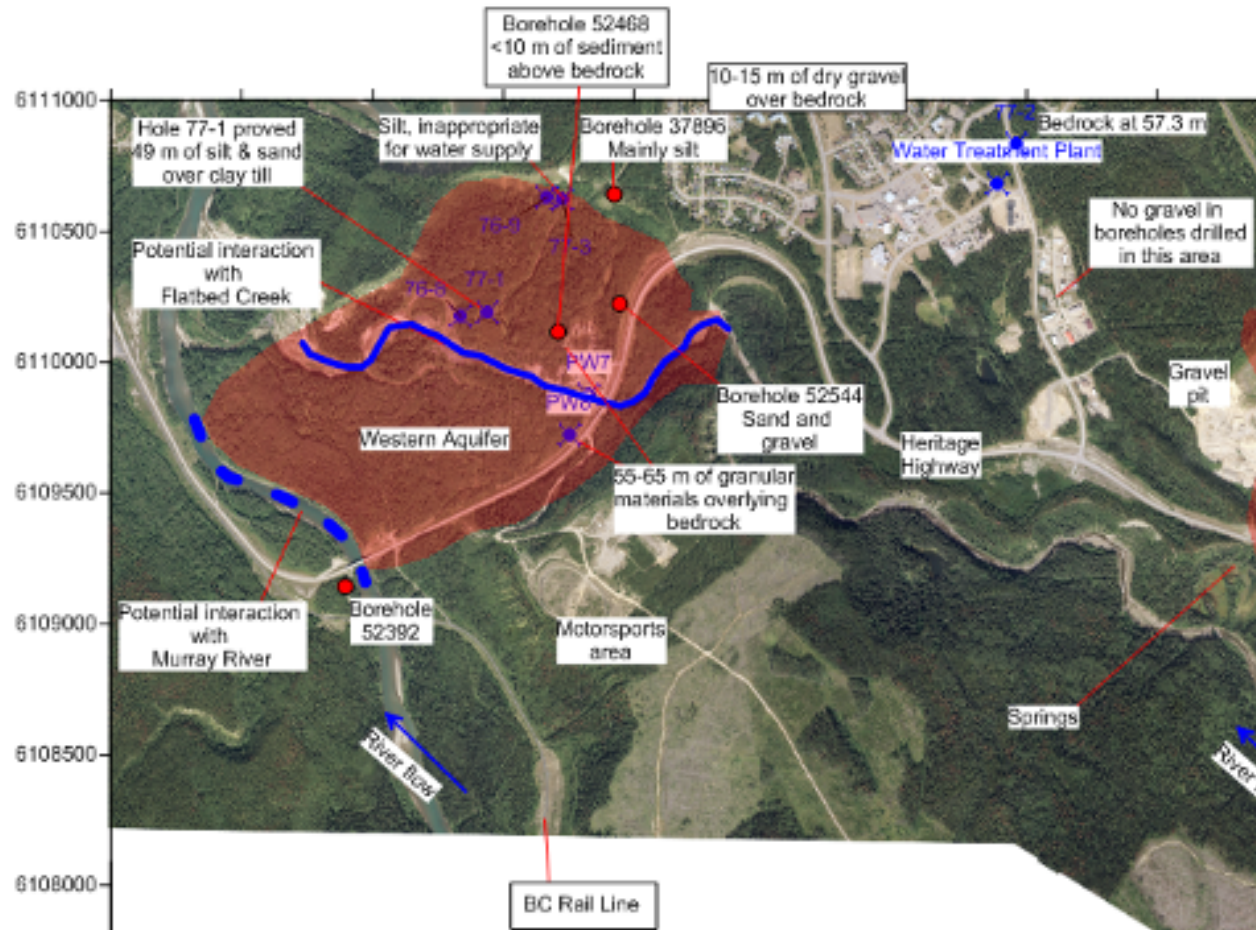 Borehole 52468
<10 m of sediment
above bedrock
10-15 m of dry gravel
over bedrock
6111000
Hole 77-1 proved
49 m of silt & sand
over clay till
Silt, inappropriate
for water supply
Borehole 37896
Mainly silt
77-2
Bedrock at 57.3 m
Water Treatment Plant
No gravel in
boreholes drilled
in this area
6110500
76-9
77-3
Potential interaction
with
Flatbed Creek
76-8
77-1
6110000
PW7
PW8
Borehole 52544
Sand and
gravel
Gravel
pit
Western Aquifer
Heritage
Highway
6109500
55-65 m of granular
materials overlying
bedrock
6109000
Potential interaction
with
Murray River
Borehole
52392
Motorsports
area
Springs
6108500
River flow
River
6108000
BC Rail Line